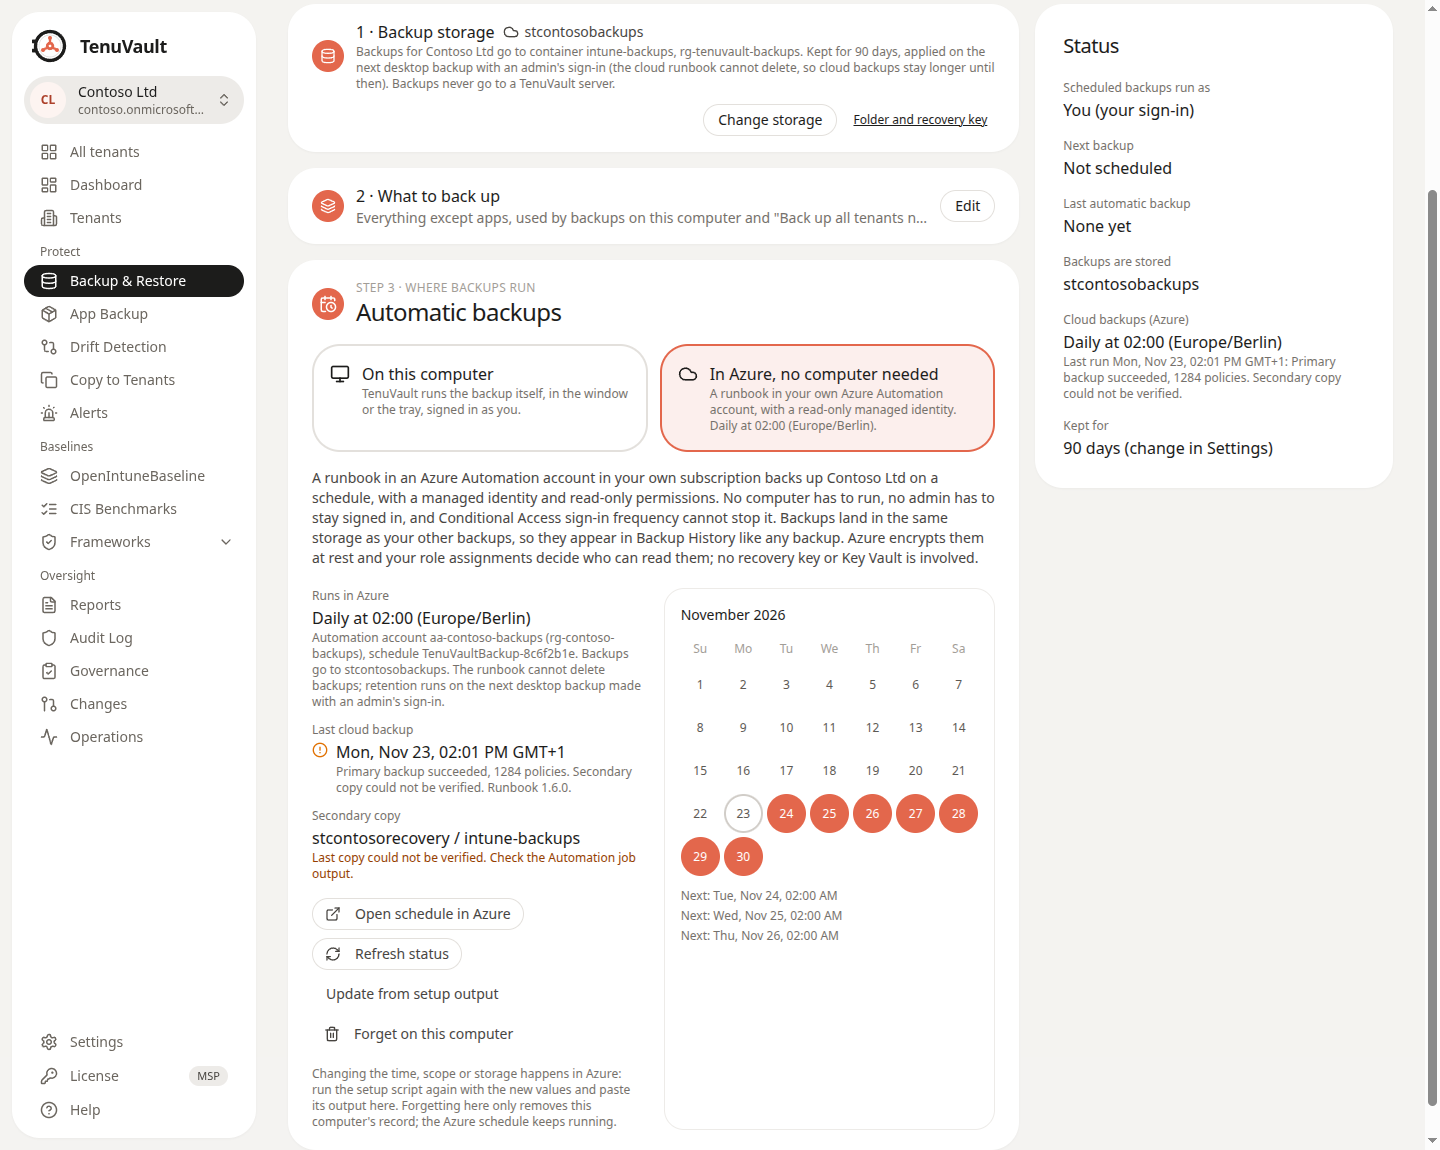 TenuVault
CL
Contoso Ltd
contoso.onmicrosoft...
All tenants
Dashboard
Tenants
Protect
Backup & Restore
App Backup
Drift Detection
Copy to Tenants
Alerts
Baselines
OpenIntuneBaseline
CIS Benchmarks
Frameworks
Oversight
Reports
Audit Log
Governance
Changes
Operations
Settings
License
MSP
Help
1 · Backup storage
stcontosobackups
Backups for Contoso Ltd go to container intune-backups, rg-tenuvault-backups. Kept for 90 days, applied on the
next desktop backup with an admin's sign-in (the cloud runbook cannot delete, so cloud backups stay longer until
then). Backups never go to a TenuVault server.
Change storage
Folder and recovery key
2 · What to back up
Everything except apps, used by backups on this computer and "Back up all tenants n...
Edit
STEP 3 · WHERE BACKUPS RUN
Automatic backups
On this computer
TenuVault runs the backup itself, in the window
or the tray, signed in as you.
In Azure, no computer needed
A runbook in your own Azure Automation
account, with a read-only managed identity.
Daily at 02:00 (Europe/Berlin).
A runbook in an Azure Automation account in your own subscription backs up Contoso Ltd on a
schedule, with a managed identity and read-only permissions. No computer has to run, no admin has to
stay signed in, and Conditional Access sign-in frequency cannot stop it. Backups land in the same
storage as your other backups, so they appear in Backup History like any backup. Azure encrypts them
at rest and your role assignments decide who can read them; no recovery key or Key Vault is involved.
Runs in Azure
Daily at 02:00 (Europe/Berlin)
Automation account aa-contoso-backups (rg-contoso-
backups), schedule TenuVaultBackup-8c6f2b1e. Backups
go to stcontosobackups. The runbook cannot delete
backups; retention runs on the next desktop backup made
with an admin's sign-in.
Last cloud backup
Mon, Nov 23, 02:01 PM GMT+1
Primary backup succeeded, 1284 policies. Secondary
copy could not be verified. Runbook 1.6.0.
Secondary copy
stcontosorecovery / intune-backups
Last copy could not be verified. Check the Automation job
output.
Open schedule in Azure
Refresh status
Update from setup output
Forget on this computer
Changing the time, scope or storage happens in Azure:
run the setup script again with the new values and paste
its output here. Forgetting here only removes this
computer's record; the Azure schedule keeps running.
November 2026
Su Mo Tu We Th Fr Sa
1 2 3 4 5 6 7
8 9 10 11 12 13 14
15 16 17 18 19 20 21
22 23 24 25 26 27 28
29 30
Next: Tue, Nov 24, 02:00 AM
Next: Wed, Nov 25, 02:00 AM
Next: Thu, Nov 26, 02:00 AM
Status
Scheduled backups run as
You (your sign-in)
Next backup
Not scheduled
Last automatic backup
None yet
Backups are stored
stcontosobackups
Cloud backups (Azure)
Daily at 02:00 (Europe/Berlin)
Last run Mon, Nov 23, 02:01 PM GMT+1: Primary
backup succeeded, 1284 policies. Secondary copy
could not be verified.
Kept for
90 days (change in Settings)